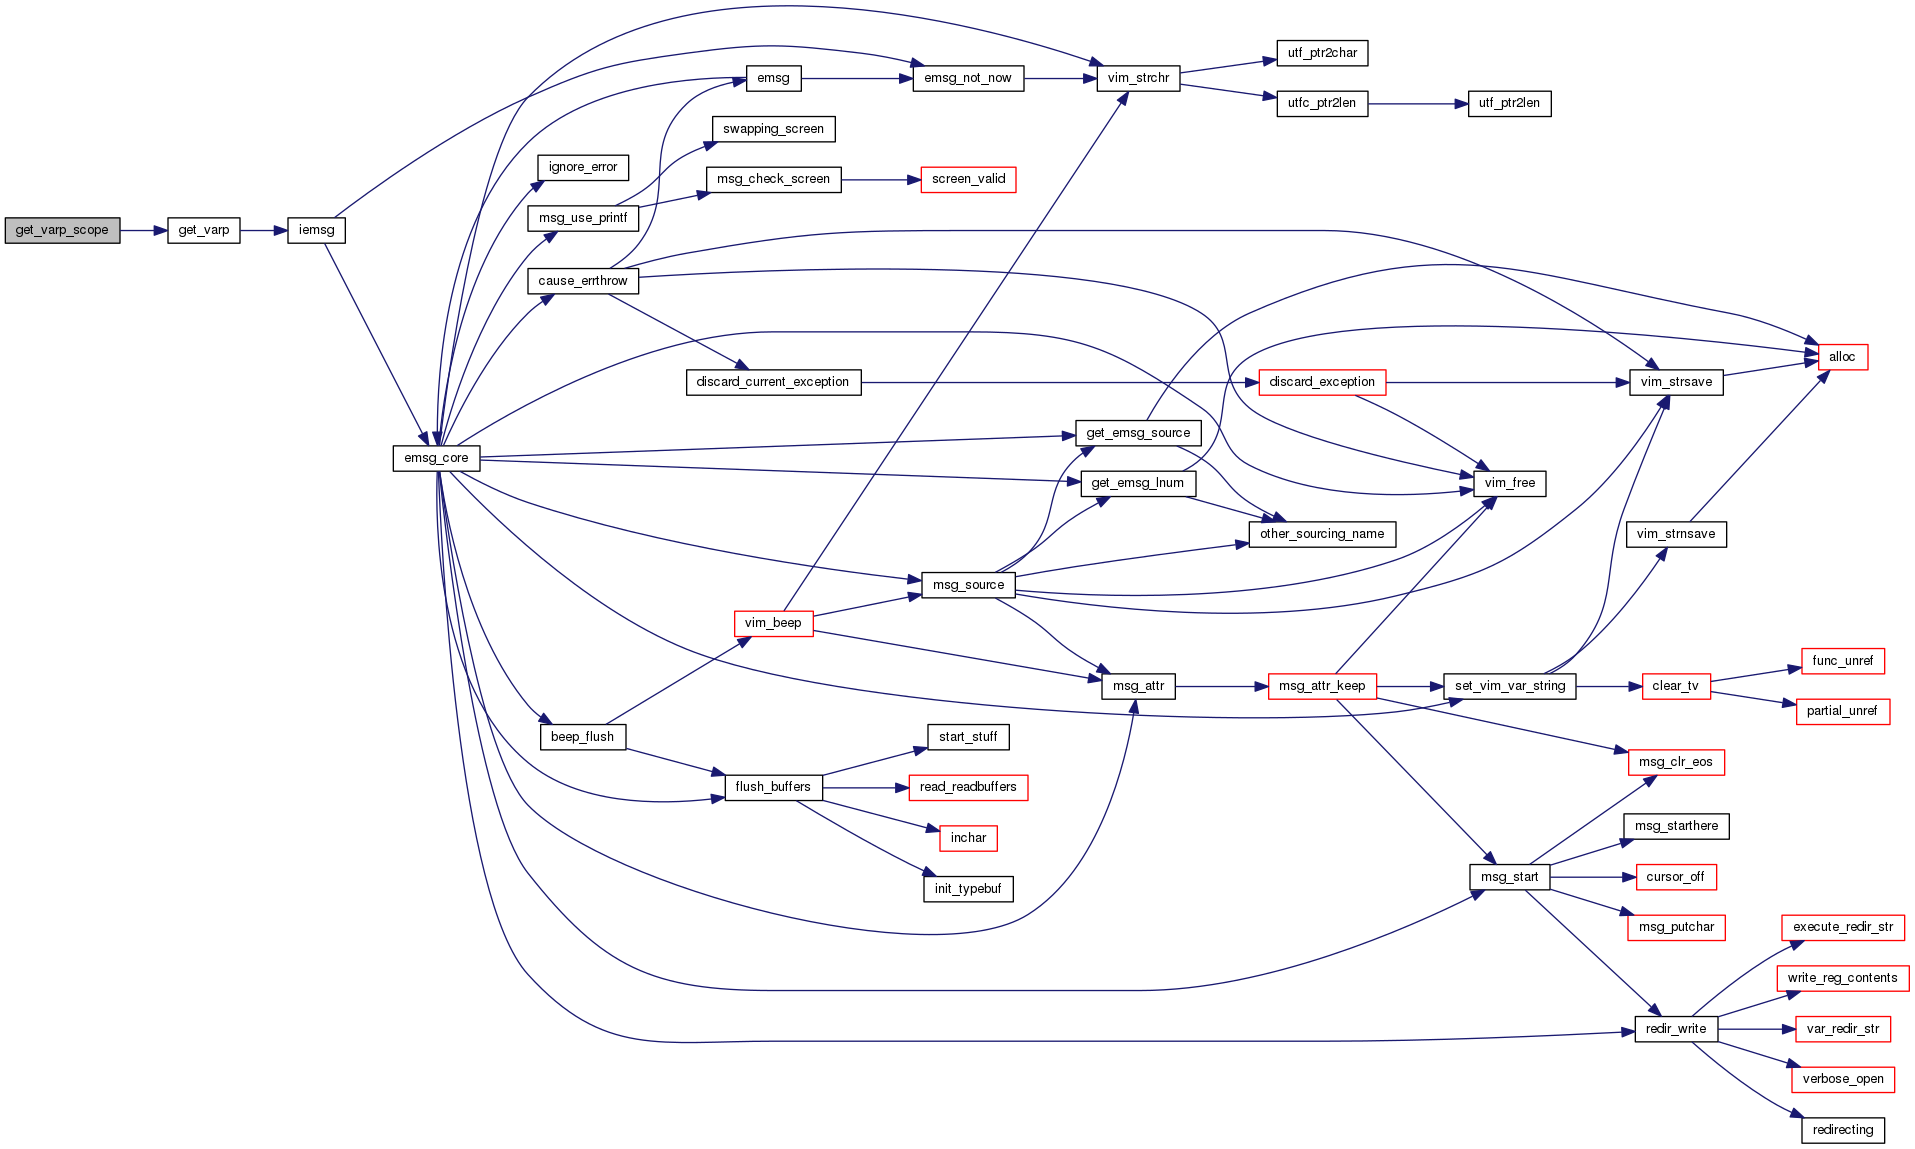 get_varp_scope
get_varp
iemsg
emsg_core
ignore_error
msg_use_printf
cause_errthrow
beep_flush
emsg
swapping_screen
msg_check_screen
discard_current_exception
vim_beep
flush_buffers
emsg_not_now
screen_valid
msg_source
start_stuff
read_readbuffers
inchar
init_typebuf
vim_strchr
get_emsg_source
get_emsg_lnum
msg_attr
utf_ptr2char
utfc_ptr2len
discard_exception
other_sourcing_name
msg_attr_keep
utf_ptr2len
vim_free
set_vim_var_string
msg_start
vim_strsave
vim_strnsave
clear_tv
msg_clr_eos
msg_starthere
cursor_off
msg_putchar
redir_write
alloc
func_unref
partial_unref
execute_redir_str
write_reg_contents
var_redir_str
verbose_open
redirecting